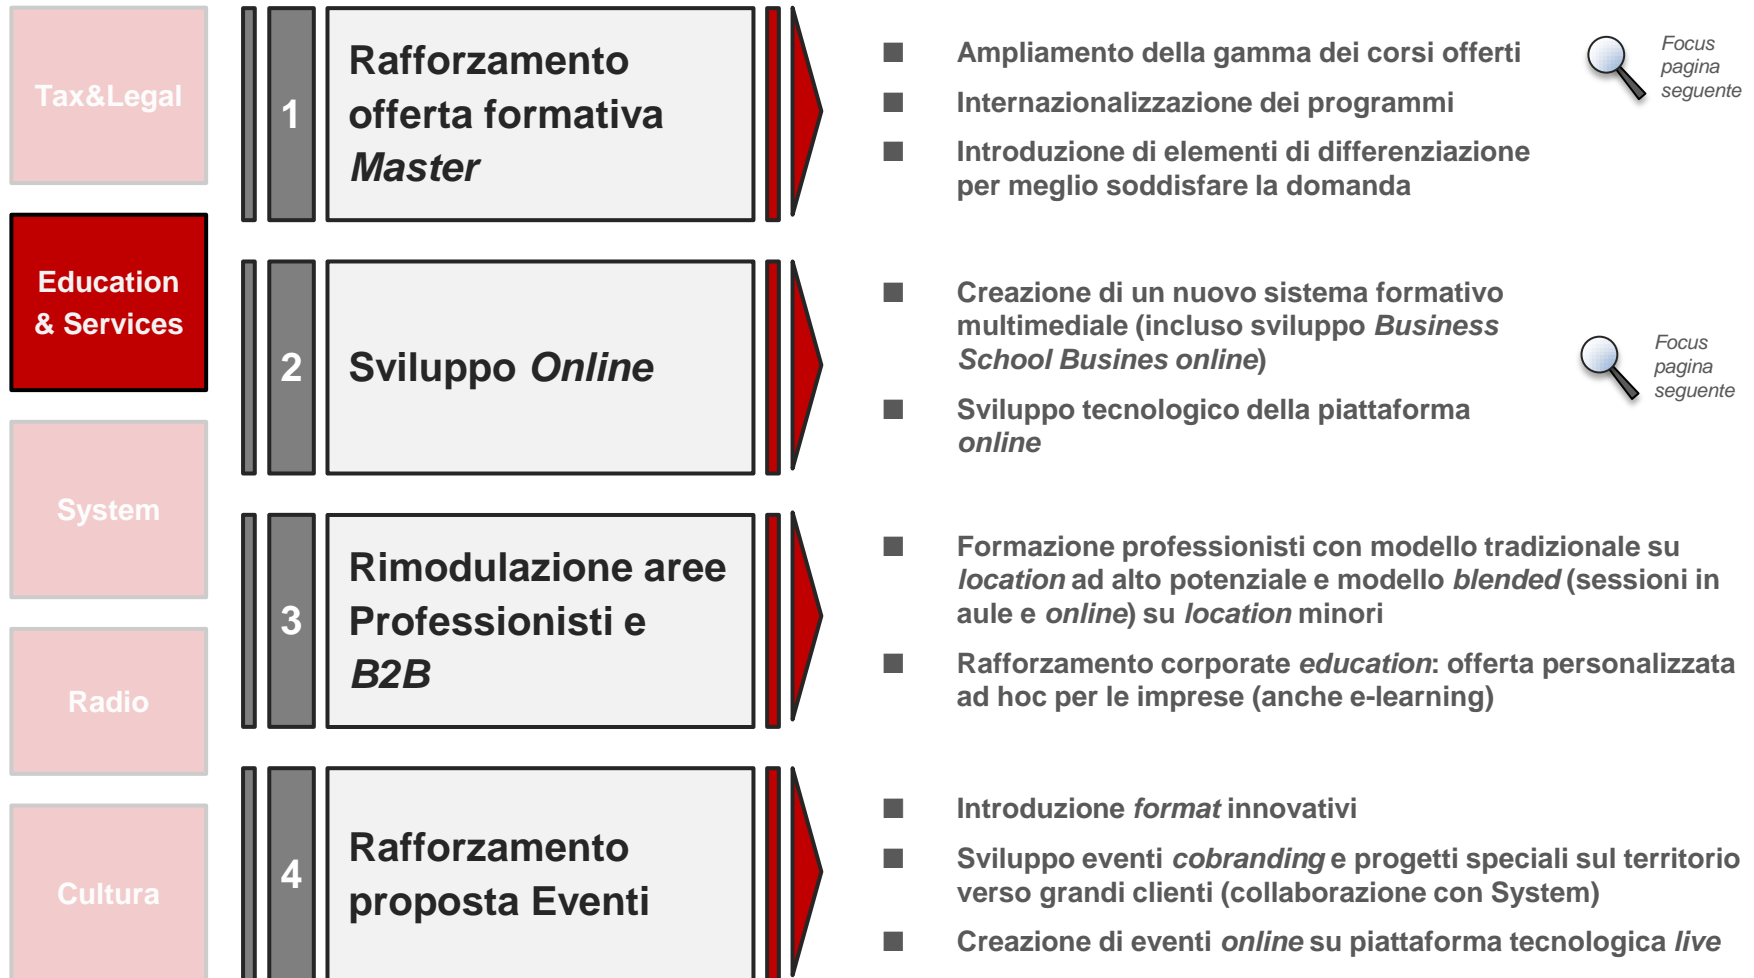 Tax&Legal
Education
& Services
System
Radio
Cultura
1
Rafforzamento
offerta formativa
Master
■ Ampliamento della gamma dei corsi offerti
■ Internazionalizzazione dei programmi
■ Introduzione di elementi di differenziazione
per meglio soddisfare la domanda
Focus
pagina
seguente
2
Sviluppo Online
■ Creazione di un nuovo sistema formativo
multimediale (incluso sviluppo Business
School Busines online)
■ Sviluppo tecnologico della piattaforma
online
Focus
pagina
seguente
3
Rimodulazione aree
Professionisti e
B2B
■ Formazione professionisti con modello tradizionale su
location ad alto potenziale e modello blended (sessioni in
aule e online) su location minori
■ Rafforzamento corporate education: offerta personalizzata
ad hoc per le imprese (anche e-learning)
4
Rafforzamento
proposta Eventi
■ Introduzione format innovativi
■ Sviluppo eventi cobranding e progetti speciali sul territorio
verso grandi clienti (collaborazione con System)
■ Creazione di eventi online su piattaforma tecnologica live